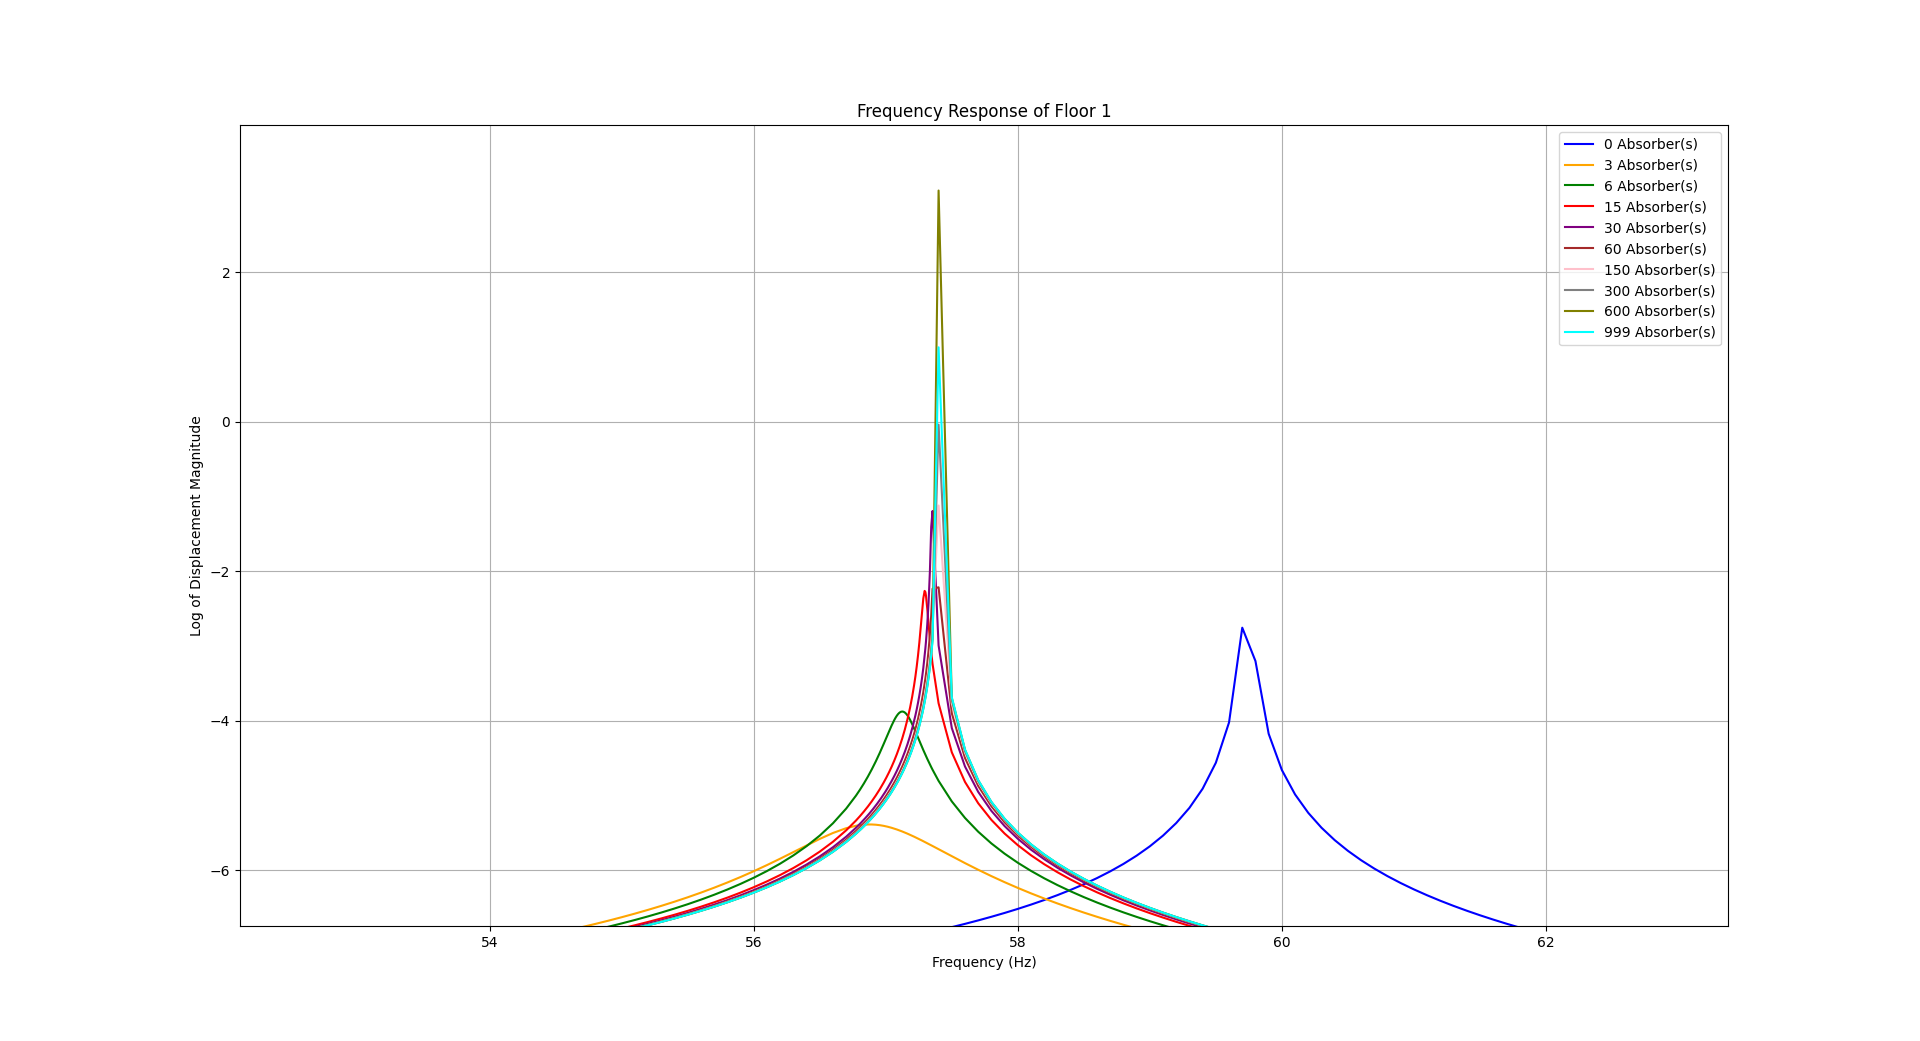 Frequency Response of Floor 1
0 Absorber(s)
3 Absorber(s)
6 Absorber(s)
15 Absorber(s)
30 Absorber(s)
60 Absorber(s)
150 Absorber(s)
300 Absorber(s)
600 Absorber(s)
999 Absorber(s)
Log of Displacement Magnitude
2
0
−2
−4
−6
54 56 58 60 62
Frequency (Hz)